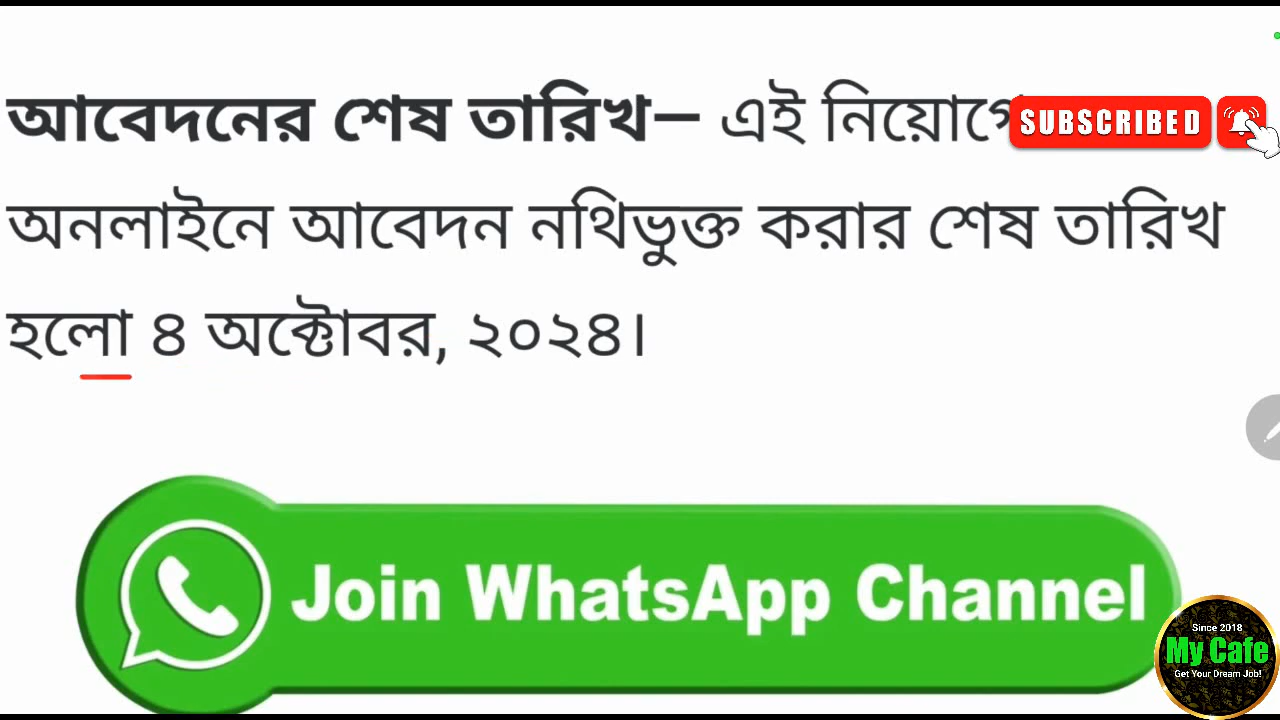 আবেদনের শেষ তারিখ— এই
SUBSCRIBED
অনলাইনে আবেদন নথিভুক্ত করার শেষ তারিখ
হলো ৪ অক্টোবর, ২০২৪।
Join WhatsApp Channel
Since 2018
My Cafe
Get Your Dream Job!